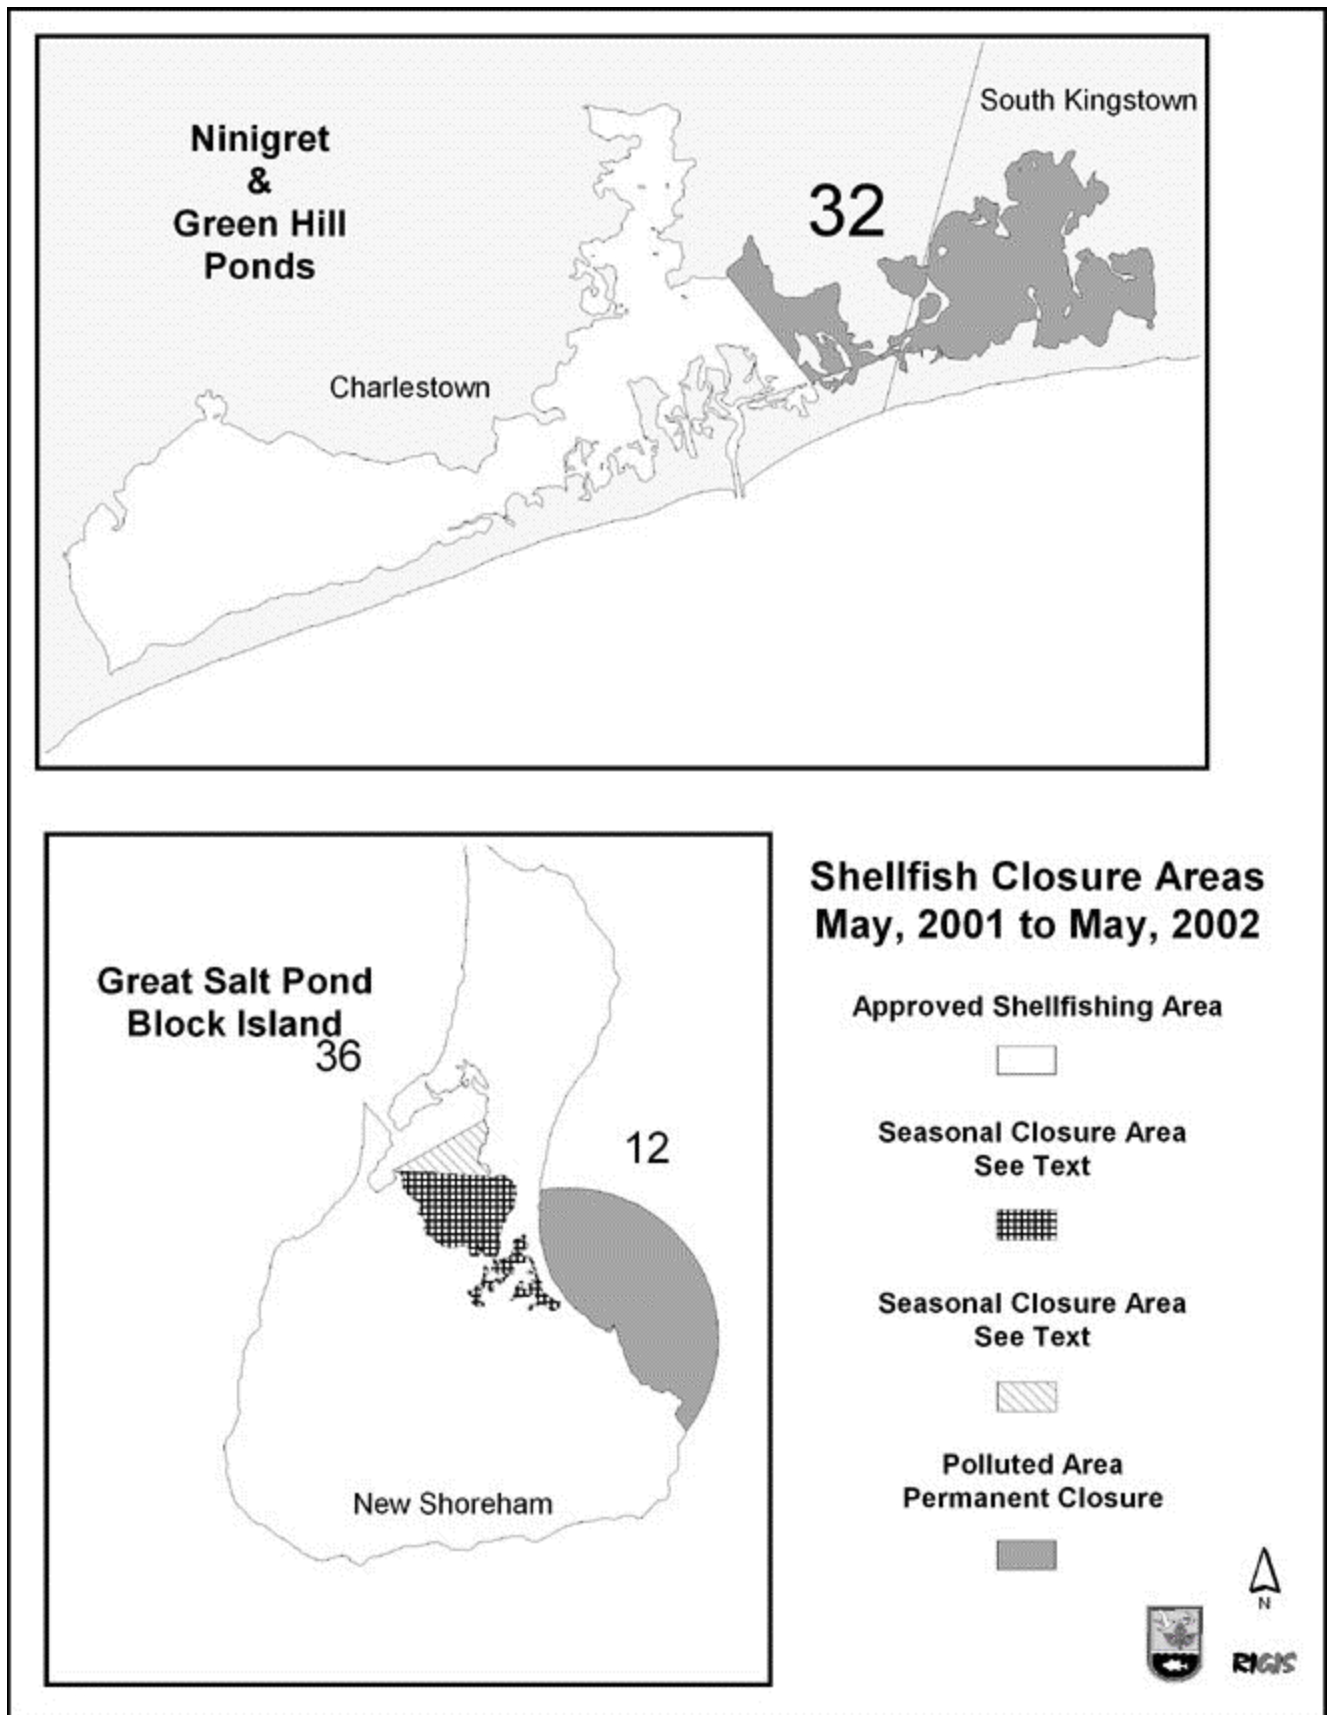 Ninigret
&
Green Hill
Ponds
South Kingstown
32
Charlestown
Great Salt Pond
Block Island
36
12
New Shoreham
Shellfish Closure Areas
May, 2001 to May, 2002
Approved Shellfishing Area
Seasonal Closure Area
See Text
Seasonal Closure Area
See Text
Polluted Area
Permanent Closure
N
RIGIS